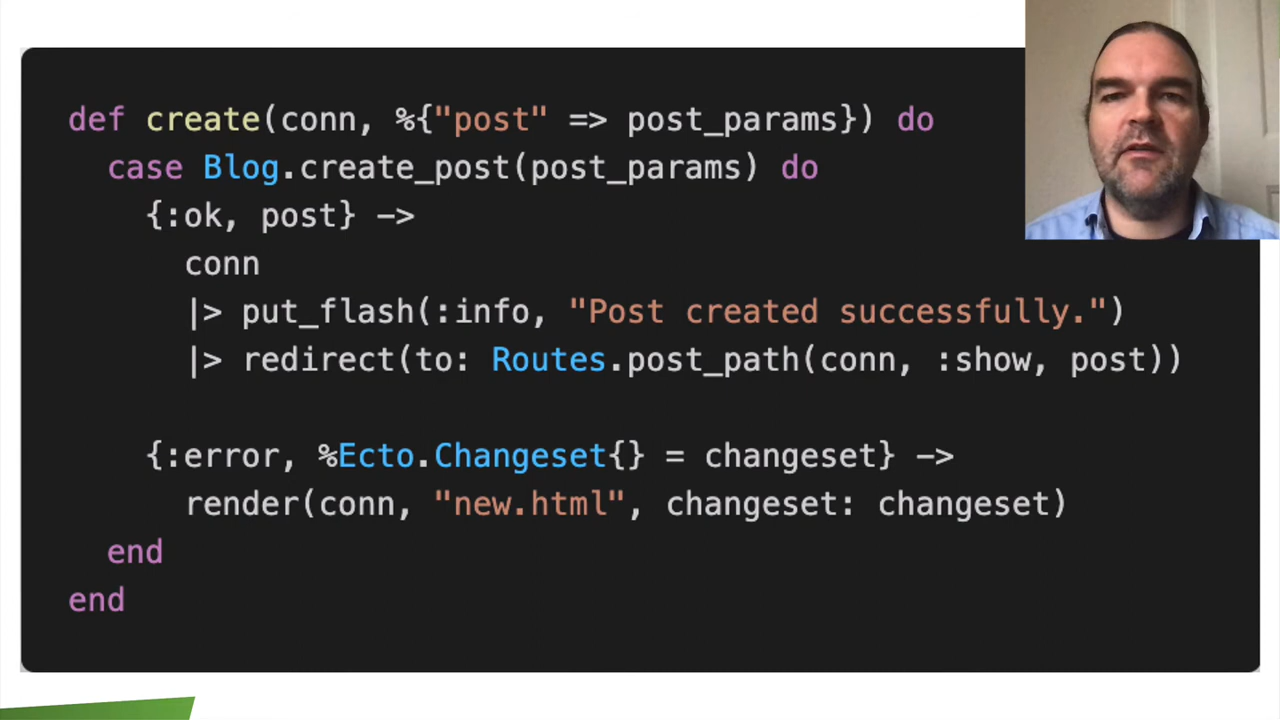 def create(conn, %{"post" => post_params}) do
case Blog.create_post(post_params) do
{:ok, post} ->
conn
|> put_flash(:info, "Post created successfully.")
|> redirect(to: Routes.post_path(conn, :show, post))
{:error, %Ecto.Changeset{} = changeset} ->
render(conn, "new.html", changeset: changeset)
end
end